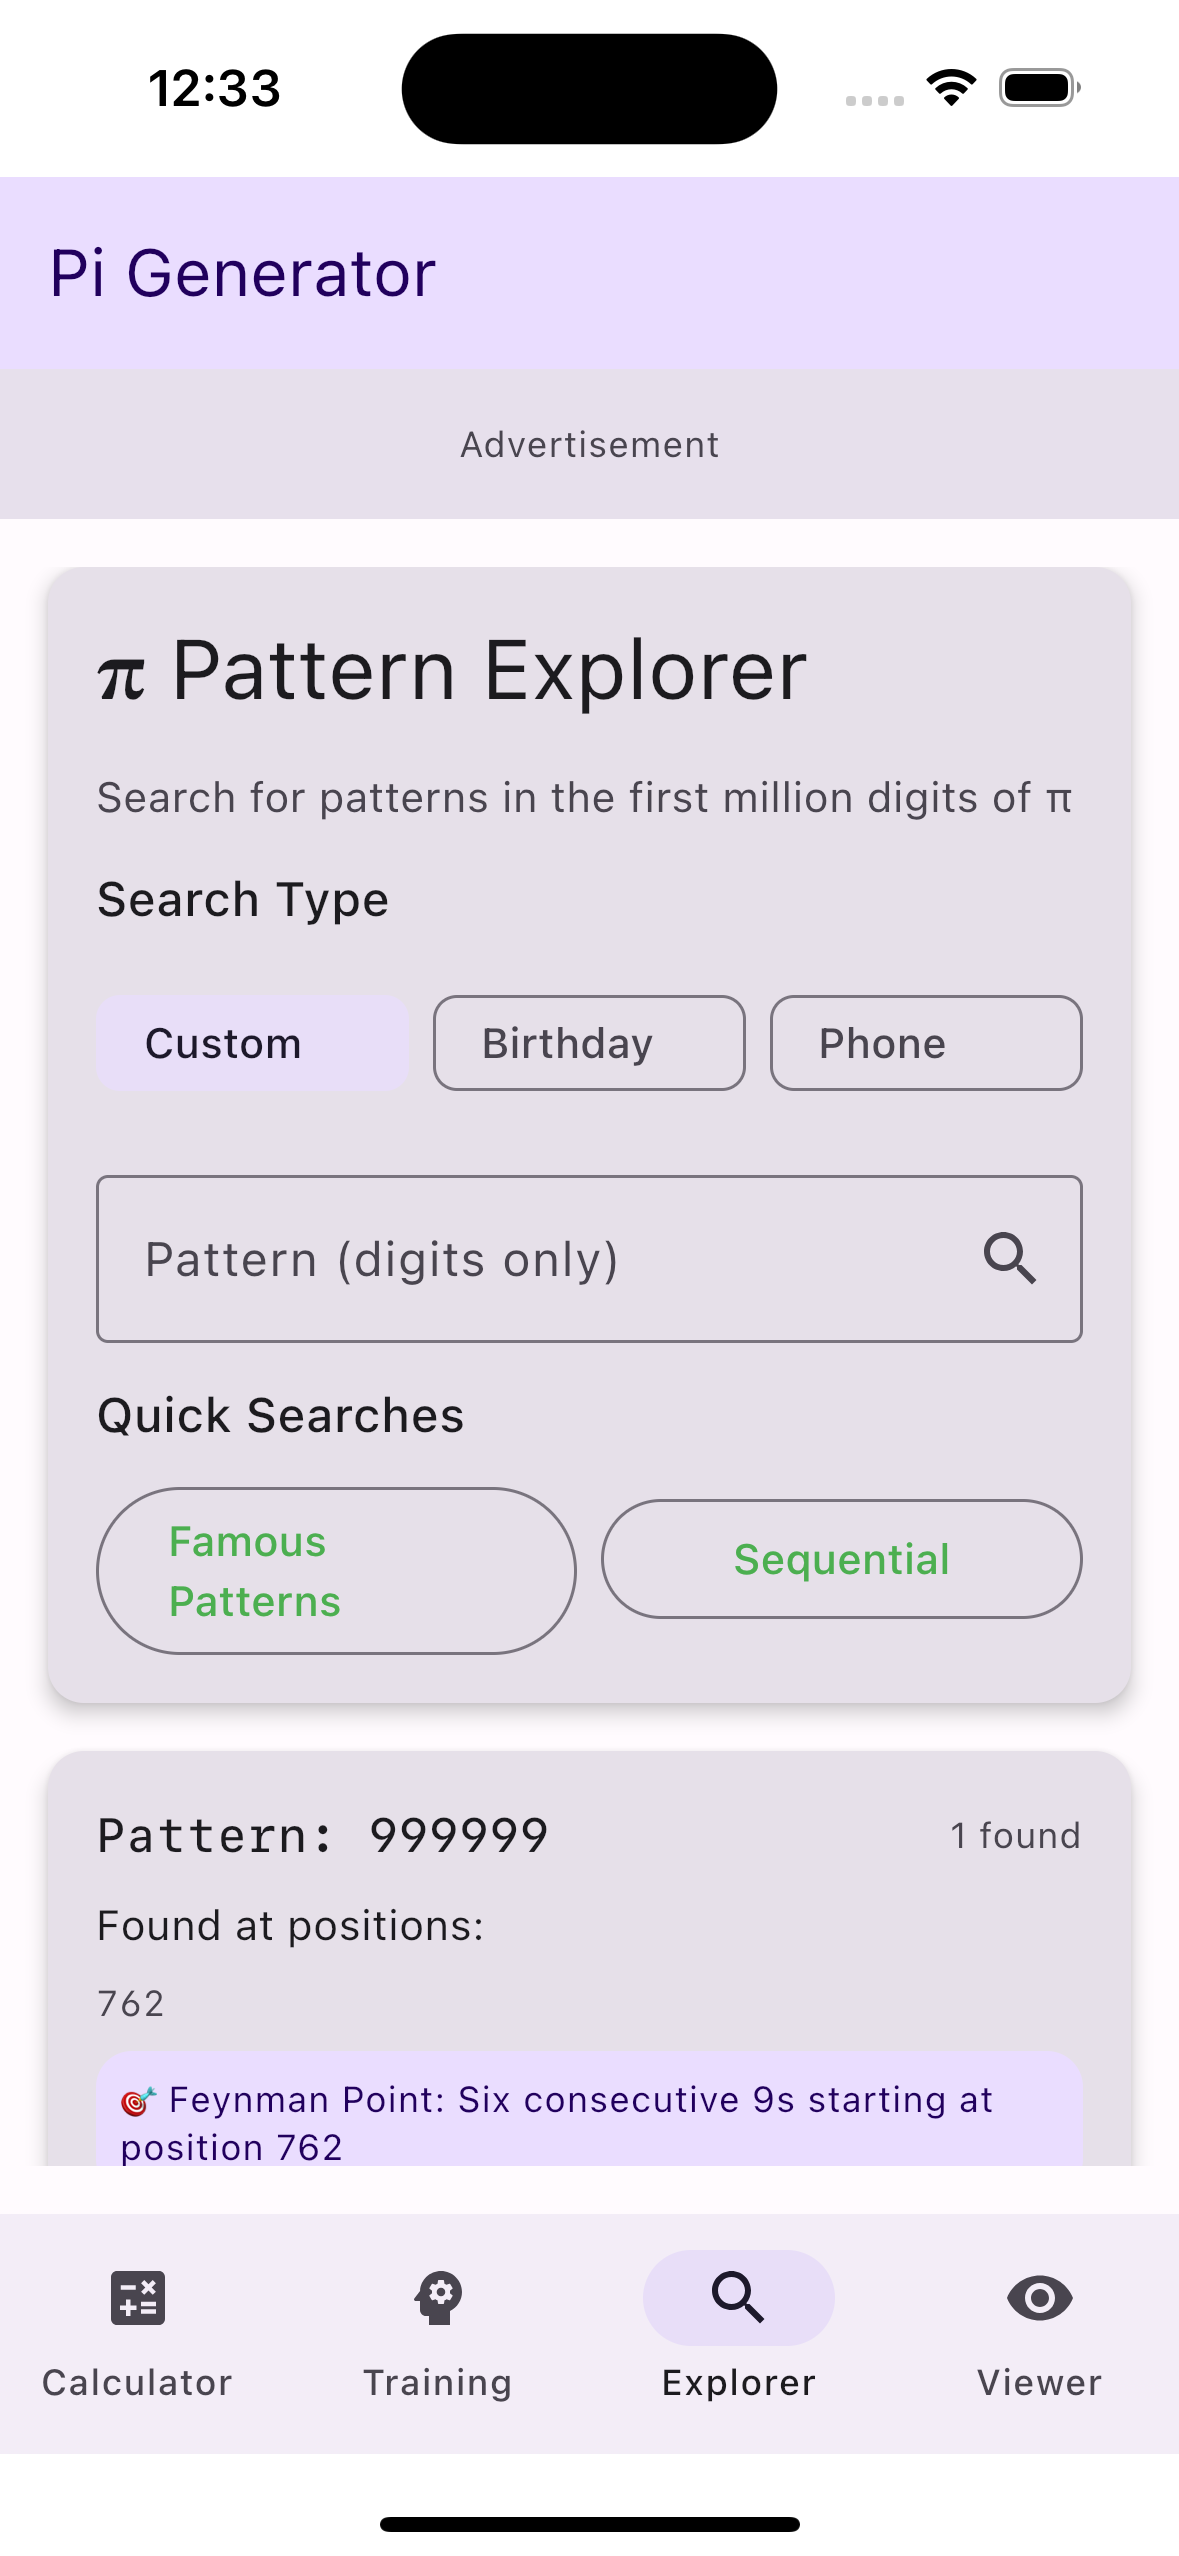 12:33
Pi Generator
Advertisement
π Pattern Explorer
Search for patterns in the first million digits of π
Search Type
Custom
Birthday
Phone
Pattern (digits only)
Quick Searches
Famous
Patterns
Sequential
Pattern: 999999
1 found
Found at positions:
762
🎯 Feynman Point: Six consecutive 9s starting at
position 762
Calculator
Training
Explorer
Viewer